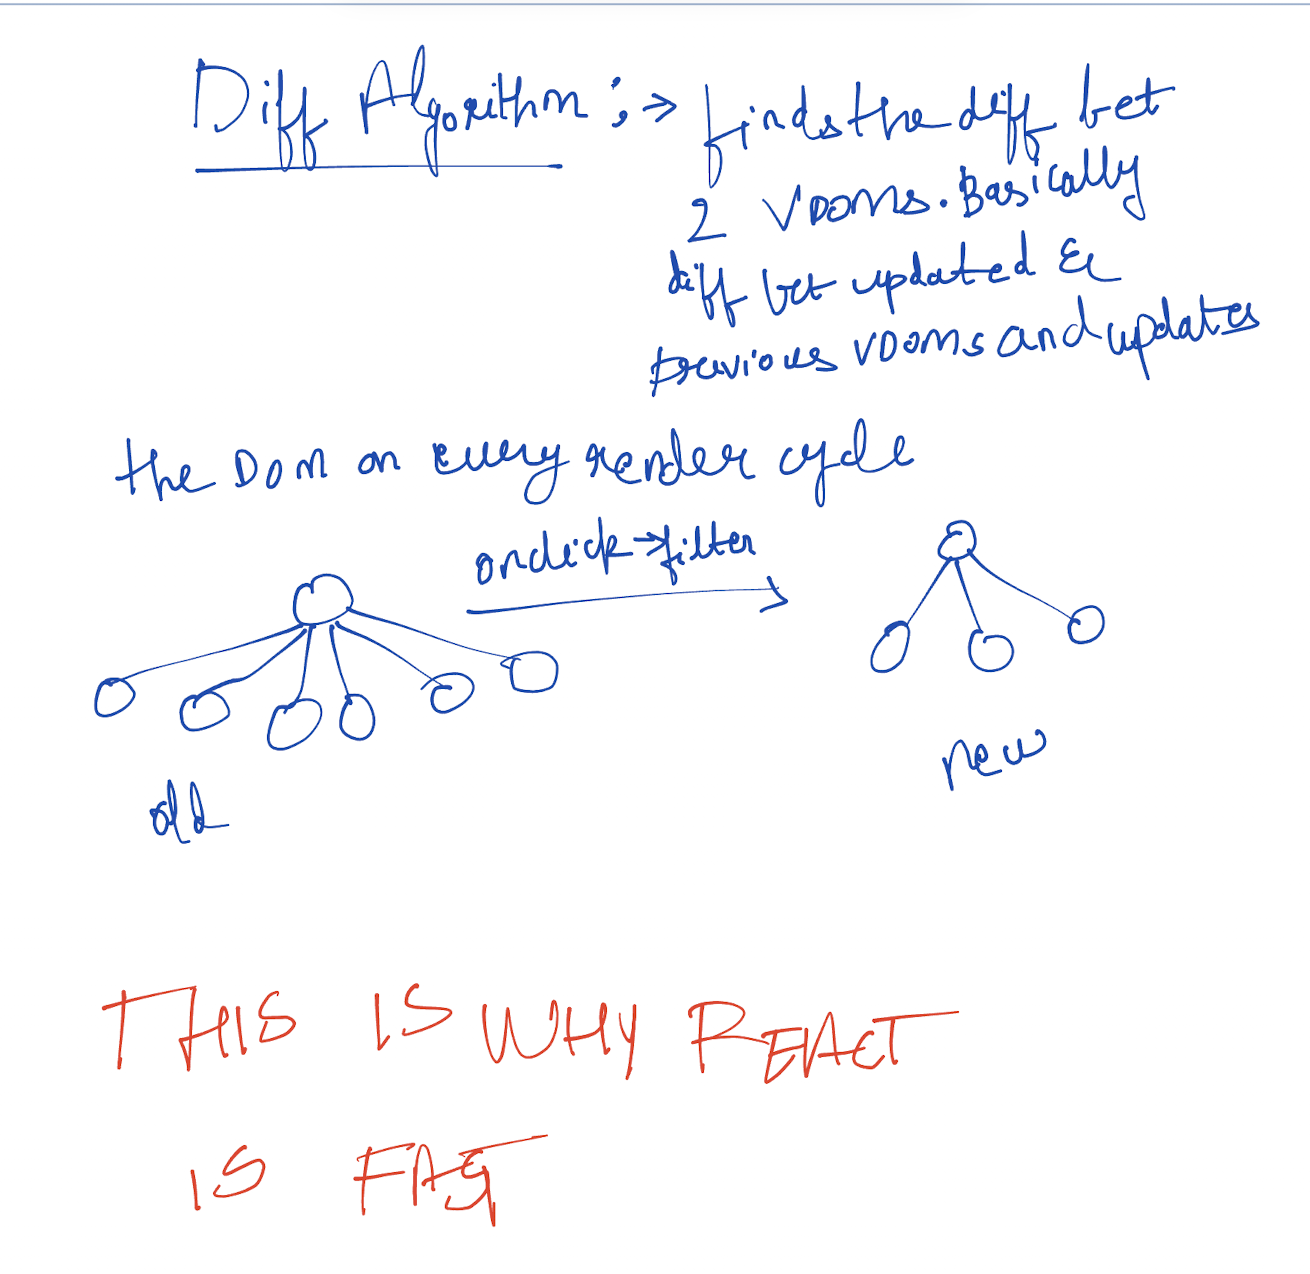 Diff Algorithm :→ finds the diff bet
2 VDOMs. Basically
diff bet updated &
previous VDOMs and updates
the DOM on every render cycle
onclick→filter
old
new
THIS IS WHY REACT
IS FAST